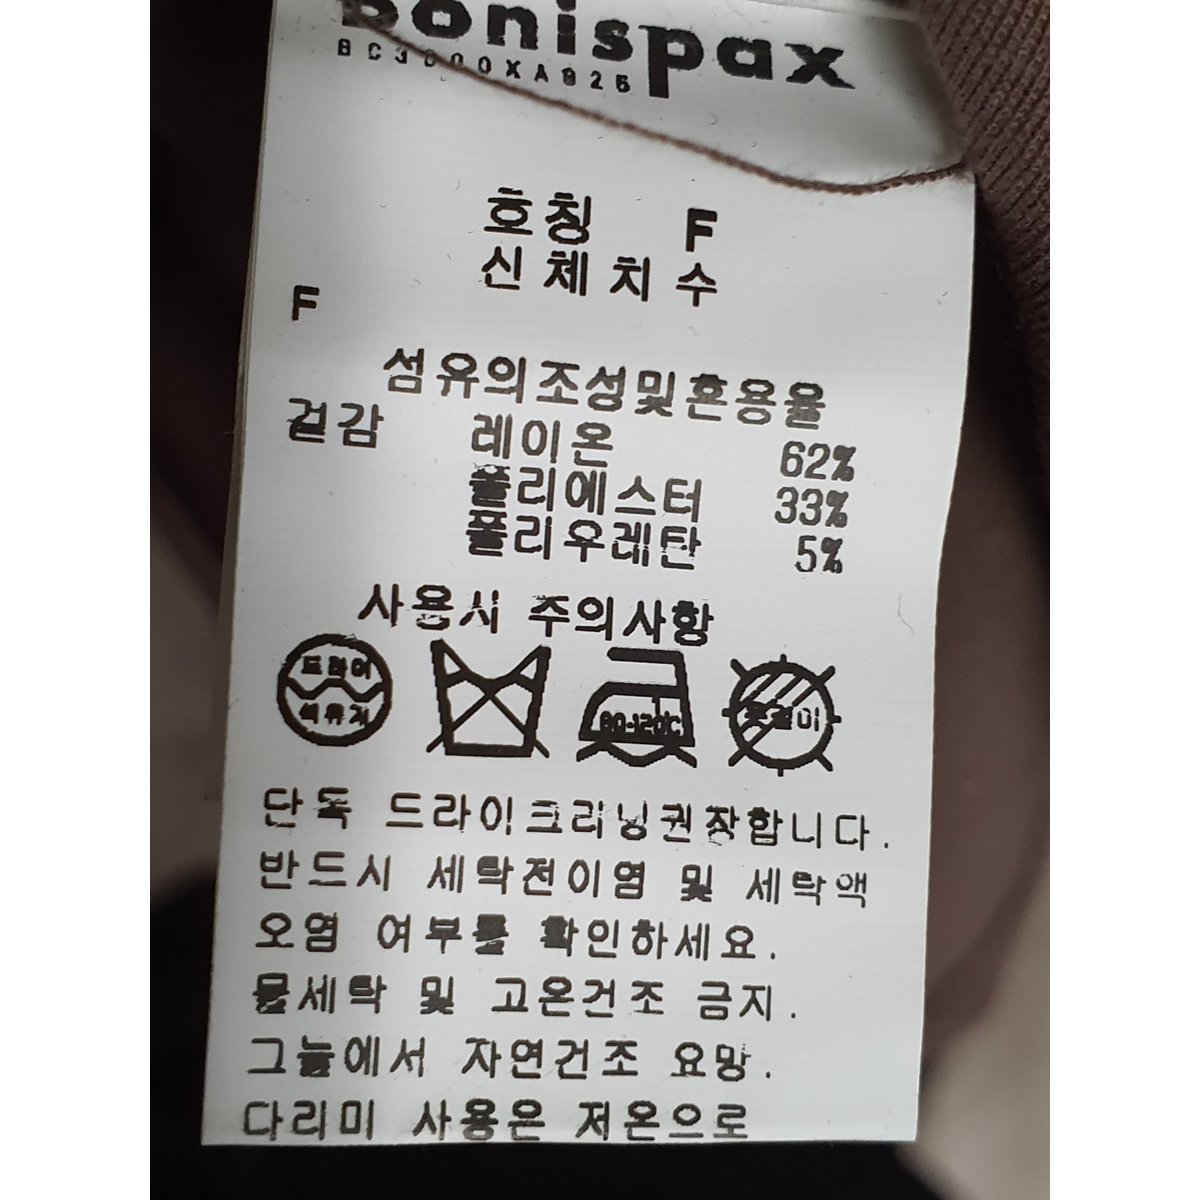 Bonispax
호칭 F
신체치수
F
섬유의조성및혼용율
겉감 레이온 62%
폴리에스터 33%
폴리우레탄 5%
사용시 주의사항
드라이
석유계
80-120℃
옷걸이
단독 드라이크리닝권장합니다.
반드시 세탁전이염 및 세탁액
오염 여부를 확인하세요.
물세탁 및 고온건조 금지.
그늘에서 자연건조 요망.
다리미 사용은 저온으로